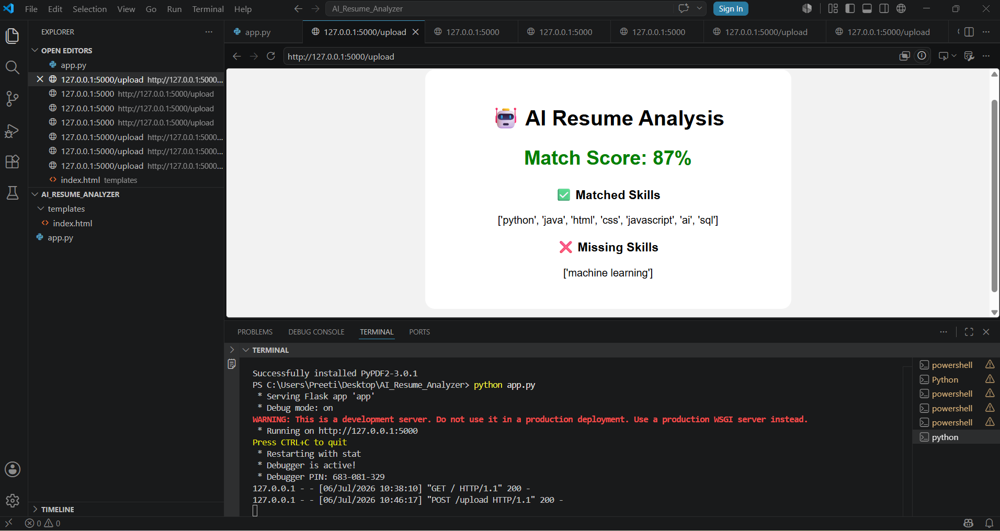 File Edit Selection View Go Run Terminal Help
AI_Resume_Analyzer
Sign In
EXPLORER
OPEN EDITORS
app.py
127.0.0.1:5000/upload http://127.0.0.1:5000...
127.0.0.1:5000 http://127.0.0.1:5000/upload
127.0.0.1:5000 http://127.0.0.1:5000/upload
127.0.0.1:5000 http://127.0.0.1:5000/upload
127.0.0.1:5000/upload http://127.0.0.1:5000...
127.0.0.1:5000/upload http://127.0.0.1:5000...
127.0.0.1:5000/upload http://127.0.0.1:5000...
index.html templates
AI_RESUME_ANALYZER
templates
index.html
app.py
TIMELINE
app.py 127.0.0.1:5000/upload 127.0.0.1:5000 127.0.0.1:5000 127.0.0.1:5000 127.0.0.1:5000/upload 127.0.0.1:5000/upload
http://127.0.0.1:5000/upload
AI Resume Analysis
Match Score: 87%
Matched Skills
['python', 'java', 'html', 'css', 'javascript', 'ai', 'sql']
Missing Skills
['machine learning']
PROBLEMS DEBUG CONSOLE TERMINAL PORTS
TERMINAL
Successfully installed PyPDF2-3.0.1
PS C:\Users\Preeti\Desktop\AI_Resume_Analyzer> python app.py
* Serving Flask app 'app'
* Debug mode: on
WARNING: This is a development server. Do not use it in a production deployment. Use a production WSGI server instead.
* Running on http://127.0.0.1:5000
Press CTRL+C to quit
* Restarting with stat
* Debugger is active!
* Debugger PIN: 683-081-329
127.0.0.1 - - [06/Jul/2026 10:38:10] "GET / HTTP/1.1" 200 -
127.0.0.1 - - [06/Jul/2026 10:46:17] "POST /upload HTTP/1.1" 200 -
powershell
Python
powershell
powershell
powershell
python
0 0